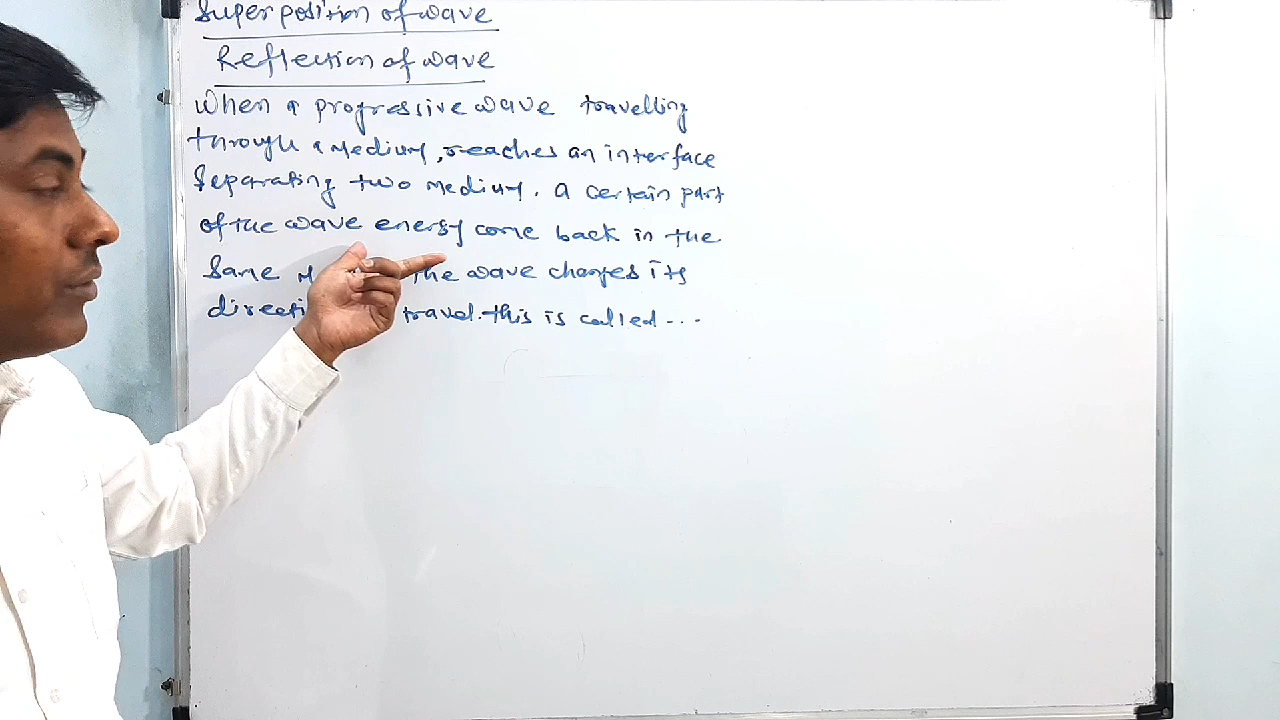 Superposition of wave
Reflection of wave
When a progressive wave travelling
through a medium, reaches an interface
Separating two medium. a certain part
of the wave energy come back in the
Same the wave changes its
directi travel. this is called ...